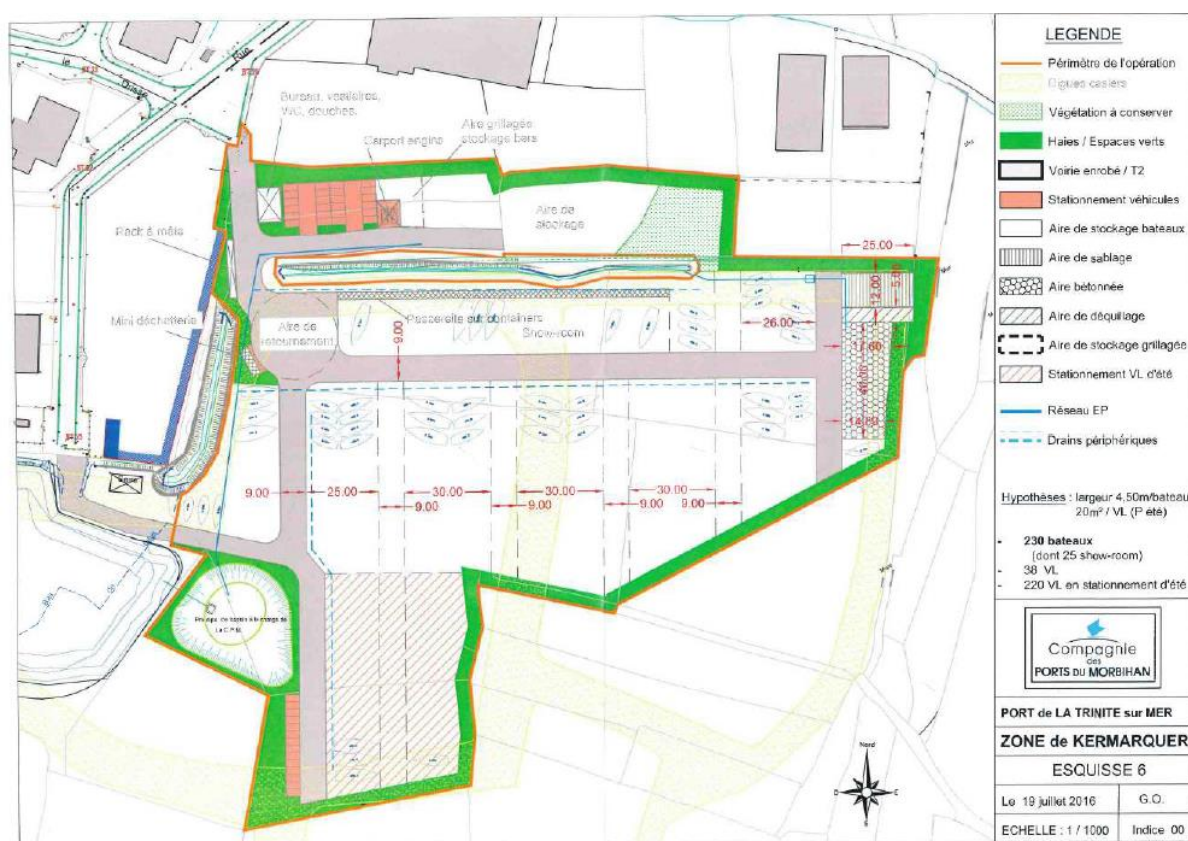 LEGENDE
Périmètre de l'opération
Digues casiers
Végétation à conserver
Haies / Espaces verts
Voirie enrobé / T2
Stationnement véhicules
Aire de stockage bateaux
Aire de sablage
Aire bétonnée
Aire de déquillage
Aire de stockage grillagée
Stationnement VL d'été
Réseau EP
Drains périphériques
Hypothèses : largeur 4,50m/bateau
20m² / VL (P été)
- 230 bateaux
(dont 25 show-room)
- 38 VL
- 220 VL en stationnement d'été
Compagnie
des
PORTS DU MORBIHAN
PORT de LA TRINITE sur MER
ZONE de KERMARQUER
ESQUISSE 6
Le 19 juillet 2016
G.O.
ECHELLE : 1 / 1000
Indice 00
Rue
Bureau, vestiaires,
WC, douches.
Carport engins
Aire grillagée
stockage bers
Aire de
stockage
Rack à mâts
Mini déchetterie
Aire de
retournement
Passerelle sur containers
Show-room
25.00
12.00
5.00
26.00
9.00
17.60
40.00
9.00
25.00
9.00
30.00
9.00
30.00
9.00
30.00
9.00
Nord
E
S